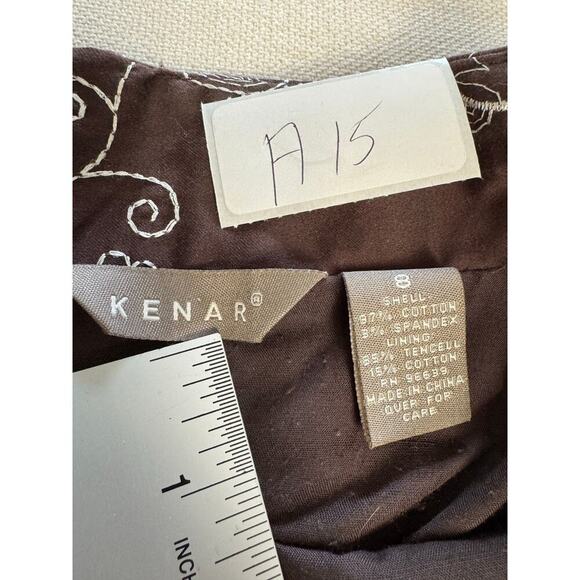 A 15
KENAR®
8
SHELL
97% COTTON
3% SPANDEX
LINING
85% TENCELL
15% COTTON
RN 96699
MADE IN CHINA
OVER FOR
CARE
1
INCH